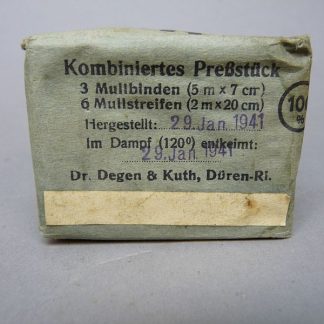 Kombiniertes Preßstück
3 Mullbinden (5 m x 7 cm)
6 Mullstreifen (2 m x 20 cm)
Hergestellt: 29. Jan 1941
Im Dampf (120°) entkeimt:
29. Jan 1941
Dr. Degen & Kuth, Düren-Rl.
100
%